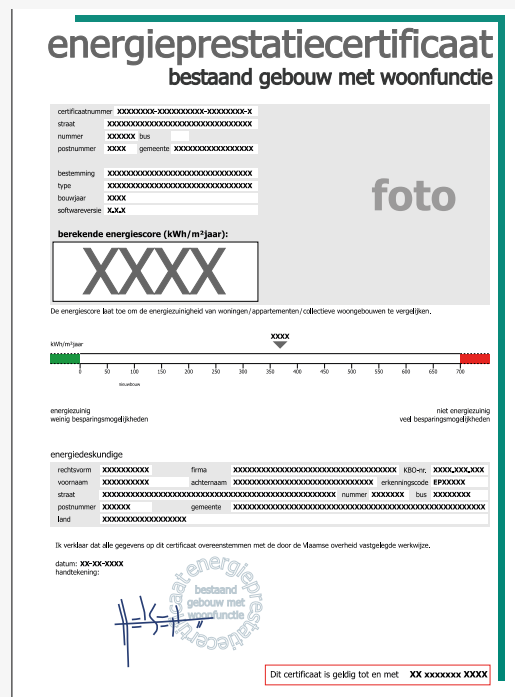 energieprestatiecertificaat
bestaand gebouw met woonfunctie
certificaatnummer XXXXXXXX-XXXXXXXXXX-XXXXXXXX-X
straat XXXXXXXXXXXXXXXXXXXXXXXXXXXXXXX
nummer XXXXXX bus
postnummer XXXX gemeente XXXXXXXXXXXXXXXXX
bestemming XXXXXXXXXXXXXXXXXXXXXXXXXXXXXXX
type XXXXXXXXXXXXXXXXXXXXXXXXXXXXXXX
bouwjaar XXXX
softwareversie X.X.X
foto
berekende energiescore (kWh/m²jaar):
XXXX
De energiescore laat toe om de energiezuinigheid van woningen/appartementen/collectieve woongebouwen te vergelijken.
XXXX
kWh/m²jaar
0 50 100 150 200 250 300 350 400 450 500 550 600 650 700
Nieuwbouw
energiezuinig niet energiezuinig
weinig besparingsmogelijkheden veel besparingsmogelijkheden
energiedeskundige
rechtsvorm XXXXXXXXXX firma XXXXXXXXXXXXXXXXXXXXXXXXXXXXXXXXXXX KBO-nr. XXXX.XXX.XXX
voornaam XXXXXXXXXX achternaam XXXXXXXXXXXXXXXXXXXXXXXXXXXXXX erkenningscode EPXXXXX
straat XXXXXXXXXXXXXXXXXXXXXXXXXXXXXXXXXXXXXXXXXXXXXXXXXX nummer XXXXXXX bus XXXXXXXX
postnummer XXXXXX gemeente XXXXXXXXXXXXXXXXXXXXXXXXXXXXXXXXXXXXXXXXXXXXXXXXXXXXXX
land XXXXXXXXXXXXXXXXXX
Ik verklaar dat alle gegevens op dit certificaat overeenstemmen met de door de Vlaamse overheid vastgelegde werkwijze.
datum: XX-XX-XXXX
handtekening:
energieprestatiecertificaat
bestaand
gebouw met
woonfunctie
Dit certificaat is geldig tot en met XX xxxxxxx XXXX